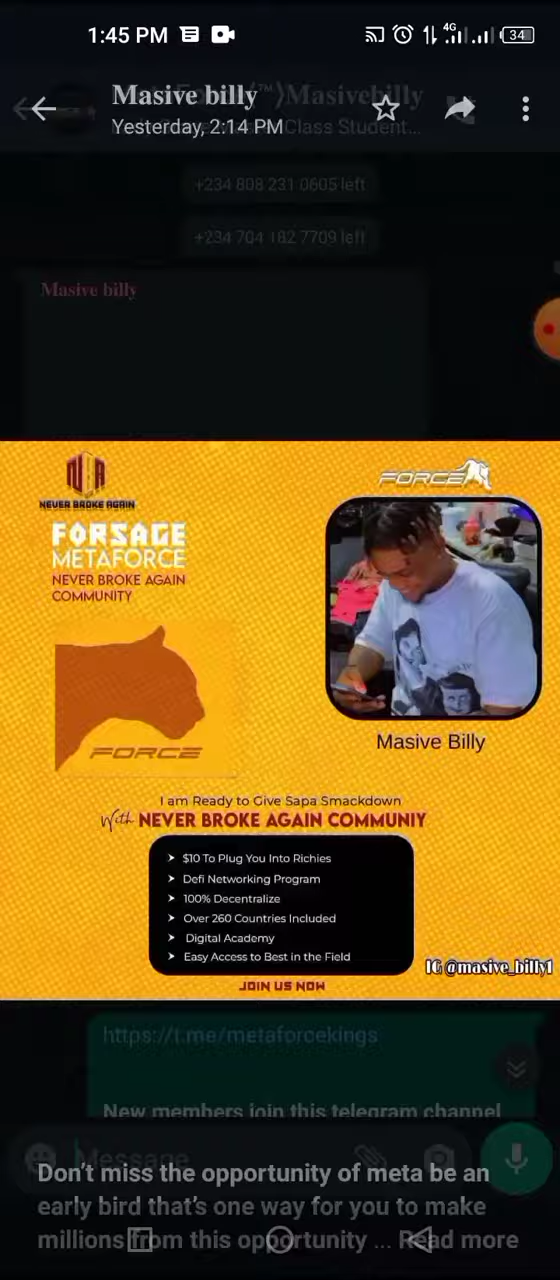 1:45 PM
4G
34
Masive billy
Yesterday, 2:14 PM
Class Student...
+234 808 231 0605 left
+234 704 182 7709 left
Masive billy
NBA
NEVER BROKE AGAIN
FORCE
FORSAGE
METAFORCE
NEVER BROKE AGAIN
COMMUNITY
FORCE
Masive Billy
I am Ready to Give Sapa Smackdown
With NEVER BROKE AGAIN COMMUNIY
$10 To Plug You Into Richies
Defi Networking Program
100% Decentralize
Over 260 Countries Included
Digital Academy
Easy Access to Best in the Field
IG @masive_billy1
JOIN US NOW
https://t.me/metaforcekings
New members join this telegram channel
Message
Don't miss the opportunity of meta be an
early bird that's one way for you to make
millions from this opportunity ... Read more